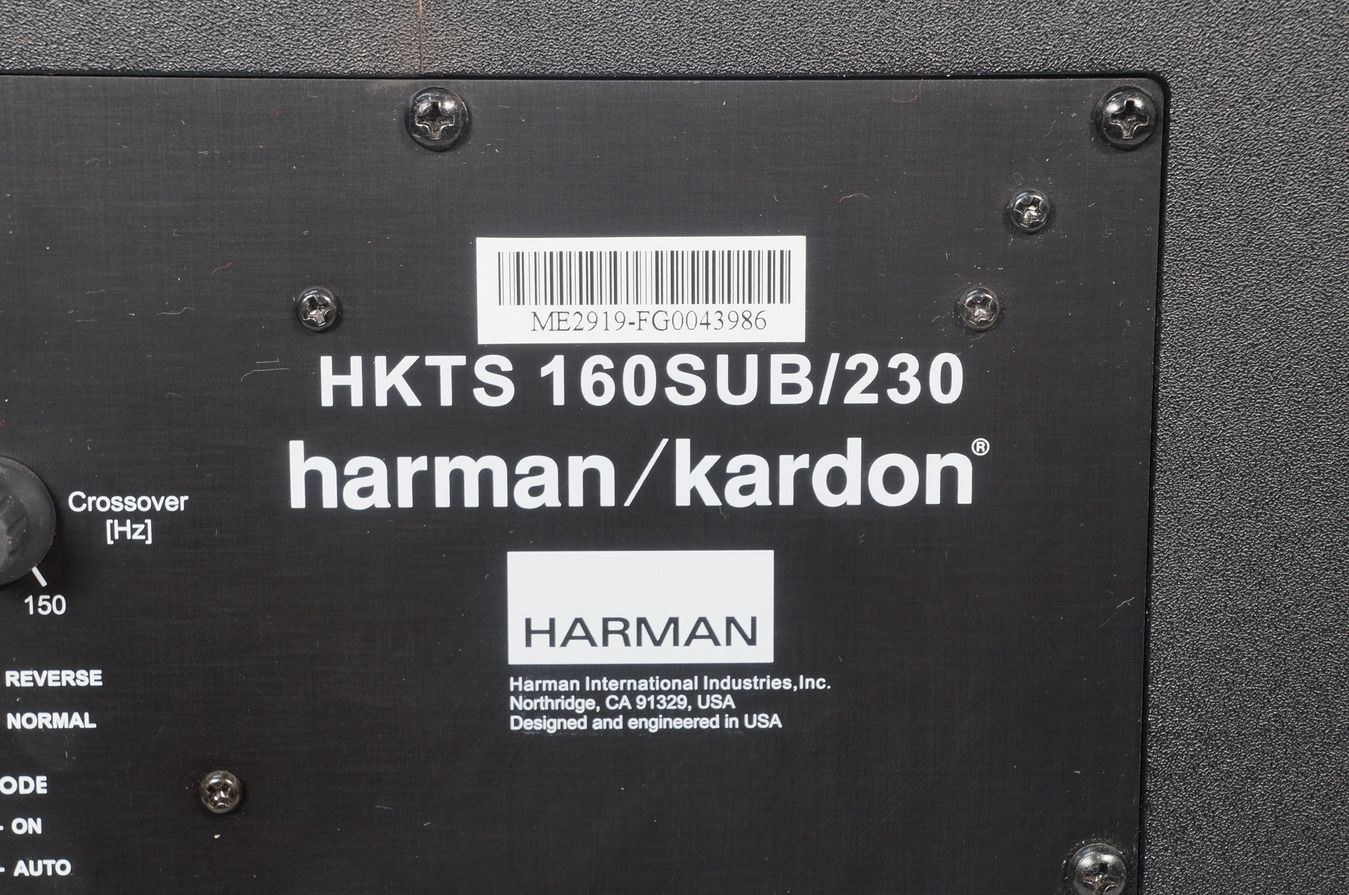 ME2919-FG0043986
HKTS 160SUB/230
harman/kardon®
Crossover
[Hz]
150
HARMAN
Harman International Industries,Inc.
Northridge, CA 91329, USA
Designed and engineered in USA
REVERSE
NORMAL
ODE
- ON
- AUTO